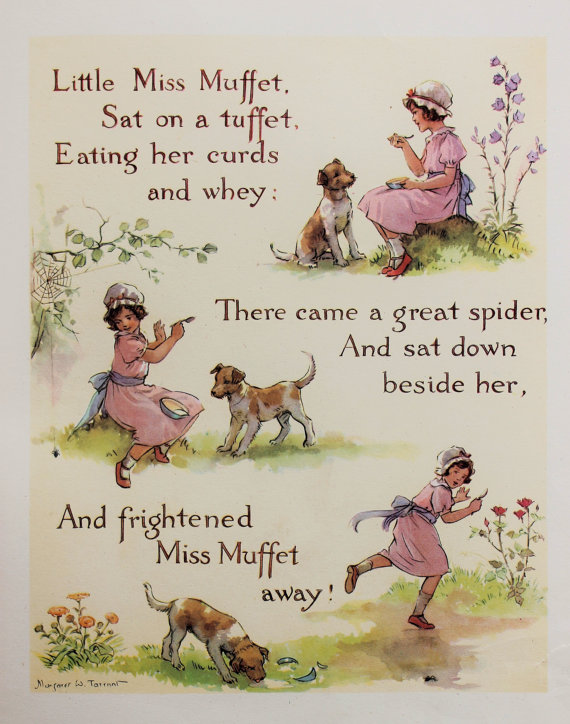 Little Miss Muffet,
Sat on a tuffet,
Eating her curds
and whey;
There came a great spider,
And sat down
beside her,
And frightened
Miss Muffet
away!
Margaret W. Tarrant